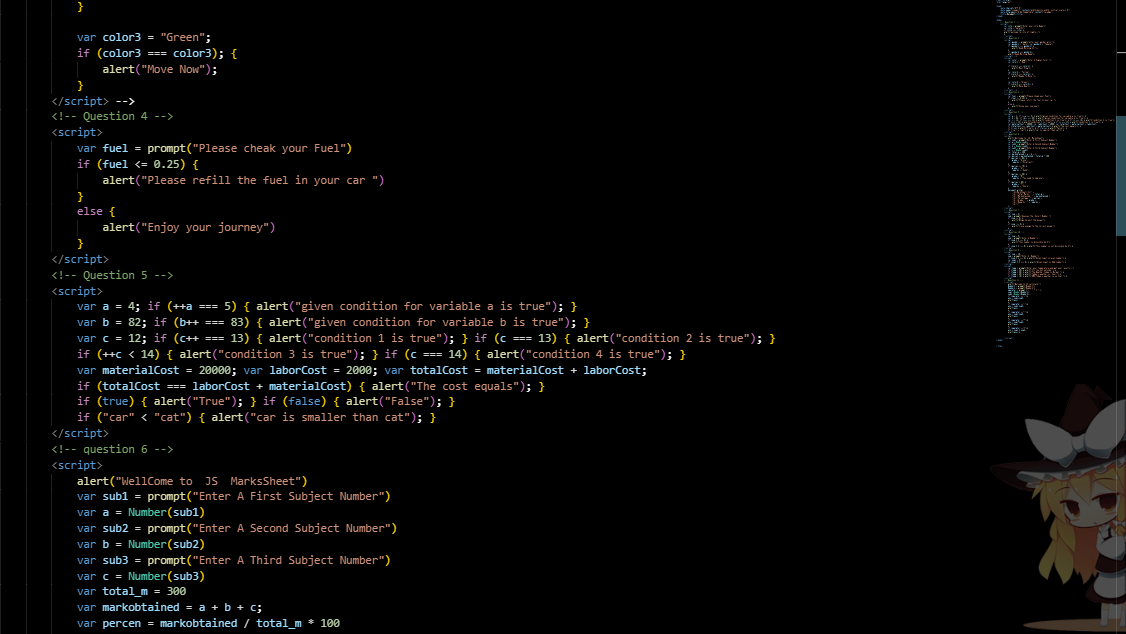 }
var color3 = "Green";
if (color3 === color3); {
alert("Move Now");
}
</script> -->
<!-- Question 4 -->
<script>
var fuel = prompt("Please cheak your Fuel")
if (fuel <= 0.25) {
alert("Please refill the fuel in your car ")
}
else {
alert("Enjoy your journey")
}
</script>
<!-- Question 5 -->
<script>
var a = 4; if (++a === 5) { alert("given condition for variable a is true"); }
var b = 82; if (b++ === 83) { alert("given condition for variable b is true"); }
var c = 12; if (c++ === 13) { alert("condition 1 is true"); } if (c === 13) { alert("condition 2 is true"); }
if (++c < 14) { alert("condition 3 is true"); } if (c === 14) { alert("condition 4 is true"); }
var materialCost = 20000; var laborCost = 2000; var totalCost = materialCost + laborCost;
if (totalCost === laborCost + materialCost) { alert("The cost equals"); }
if (true) { alert("True"); } if (false) { alert("False"); }
if ("car" < "cat") { alert("car is smaller than cat"); }
</script>
<!-- question 6 -->
<script>
alert("WellCome to  JS  MarksSheet")
var sub1 = prompt("Enter A First Subject Number")
var a = Number(sub1)
var sub2 = prompt("Enter A Second Subject Number")
var b = Number(sub2)
var sub3 = prompt("Enter A Third Subject Number")
var c = Number(sub3)
var total_m = 300
var markobtained = a + b + c;
var percen = markobtained / total_m * 100